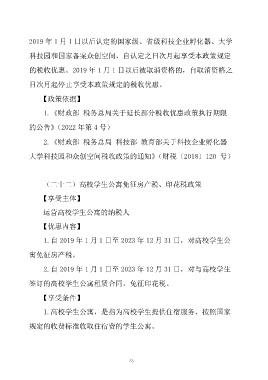 2019 年 1 月 1 日以后认定的国家级、省级科技企业孵化器、大学
科技园和国家备案众创空间，自认定之日次月起享受本政策规定
的税收优惠。2019 年 1 月 1 日以后被取消资格的，自取消资格之
日次月起停止享受本政策规定的税收优惠。
【政策依据】
1.《财政部 税务总局关于延长部分税收优惠政策执行期限
的公告》（2022 年第 4 号）
2.《财政部 税务总局 科技部 教育部关于科技企业孵化器
大学科技园和众创空间税收政策的通知》（财税〔2018〕120 号）
（二十二）高校学生公寓免征房产税、印花税政策
【享受主体】
运营高校学生公寓的纳税人
【优惠内容】
1.自 2019 年 1 月 1 日至 2023 年 12 月 31 日，对高校学生公
寓免征房产税。
2.自 2019 年 1 月 1 日至 2023 年 12 月 31 日，对与高校学生
签订的高校学生公寓租赁合同，免征印花税。
【享受条件】
1.高校学生公寓，是指为高校学生提供住宿服务，按照国家
规定的收费标准收取住宿费的学生公寓。